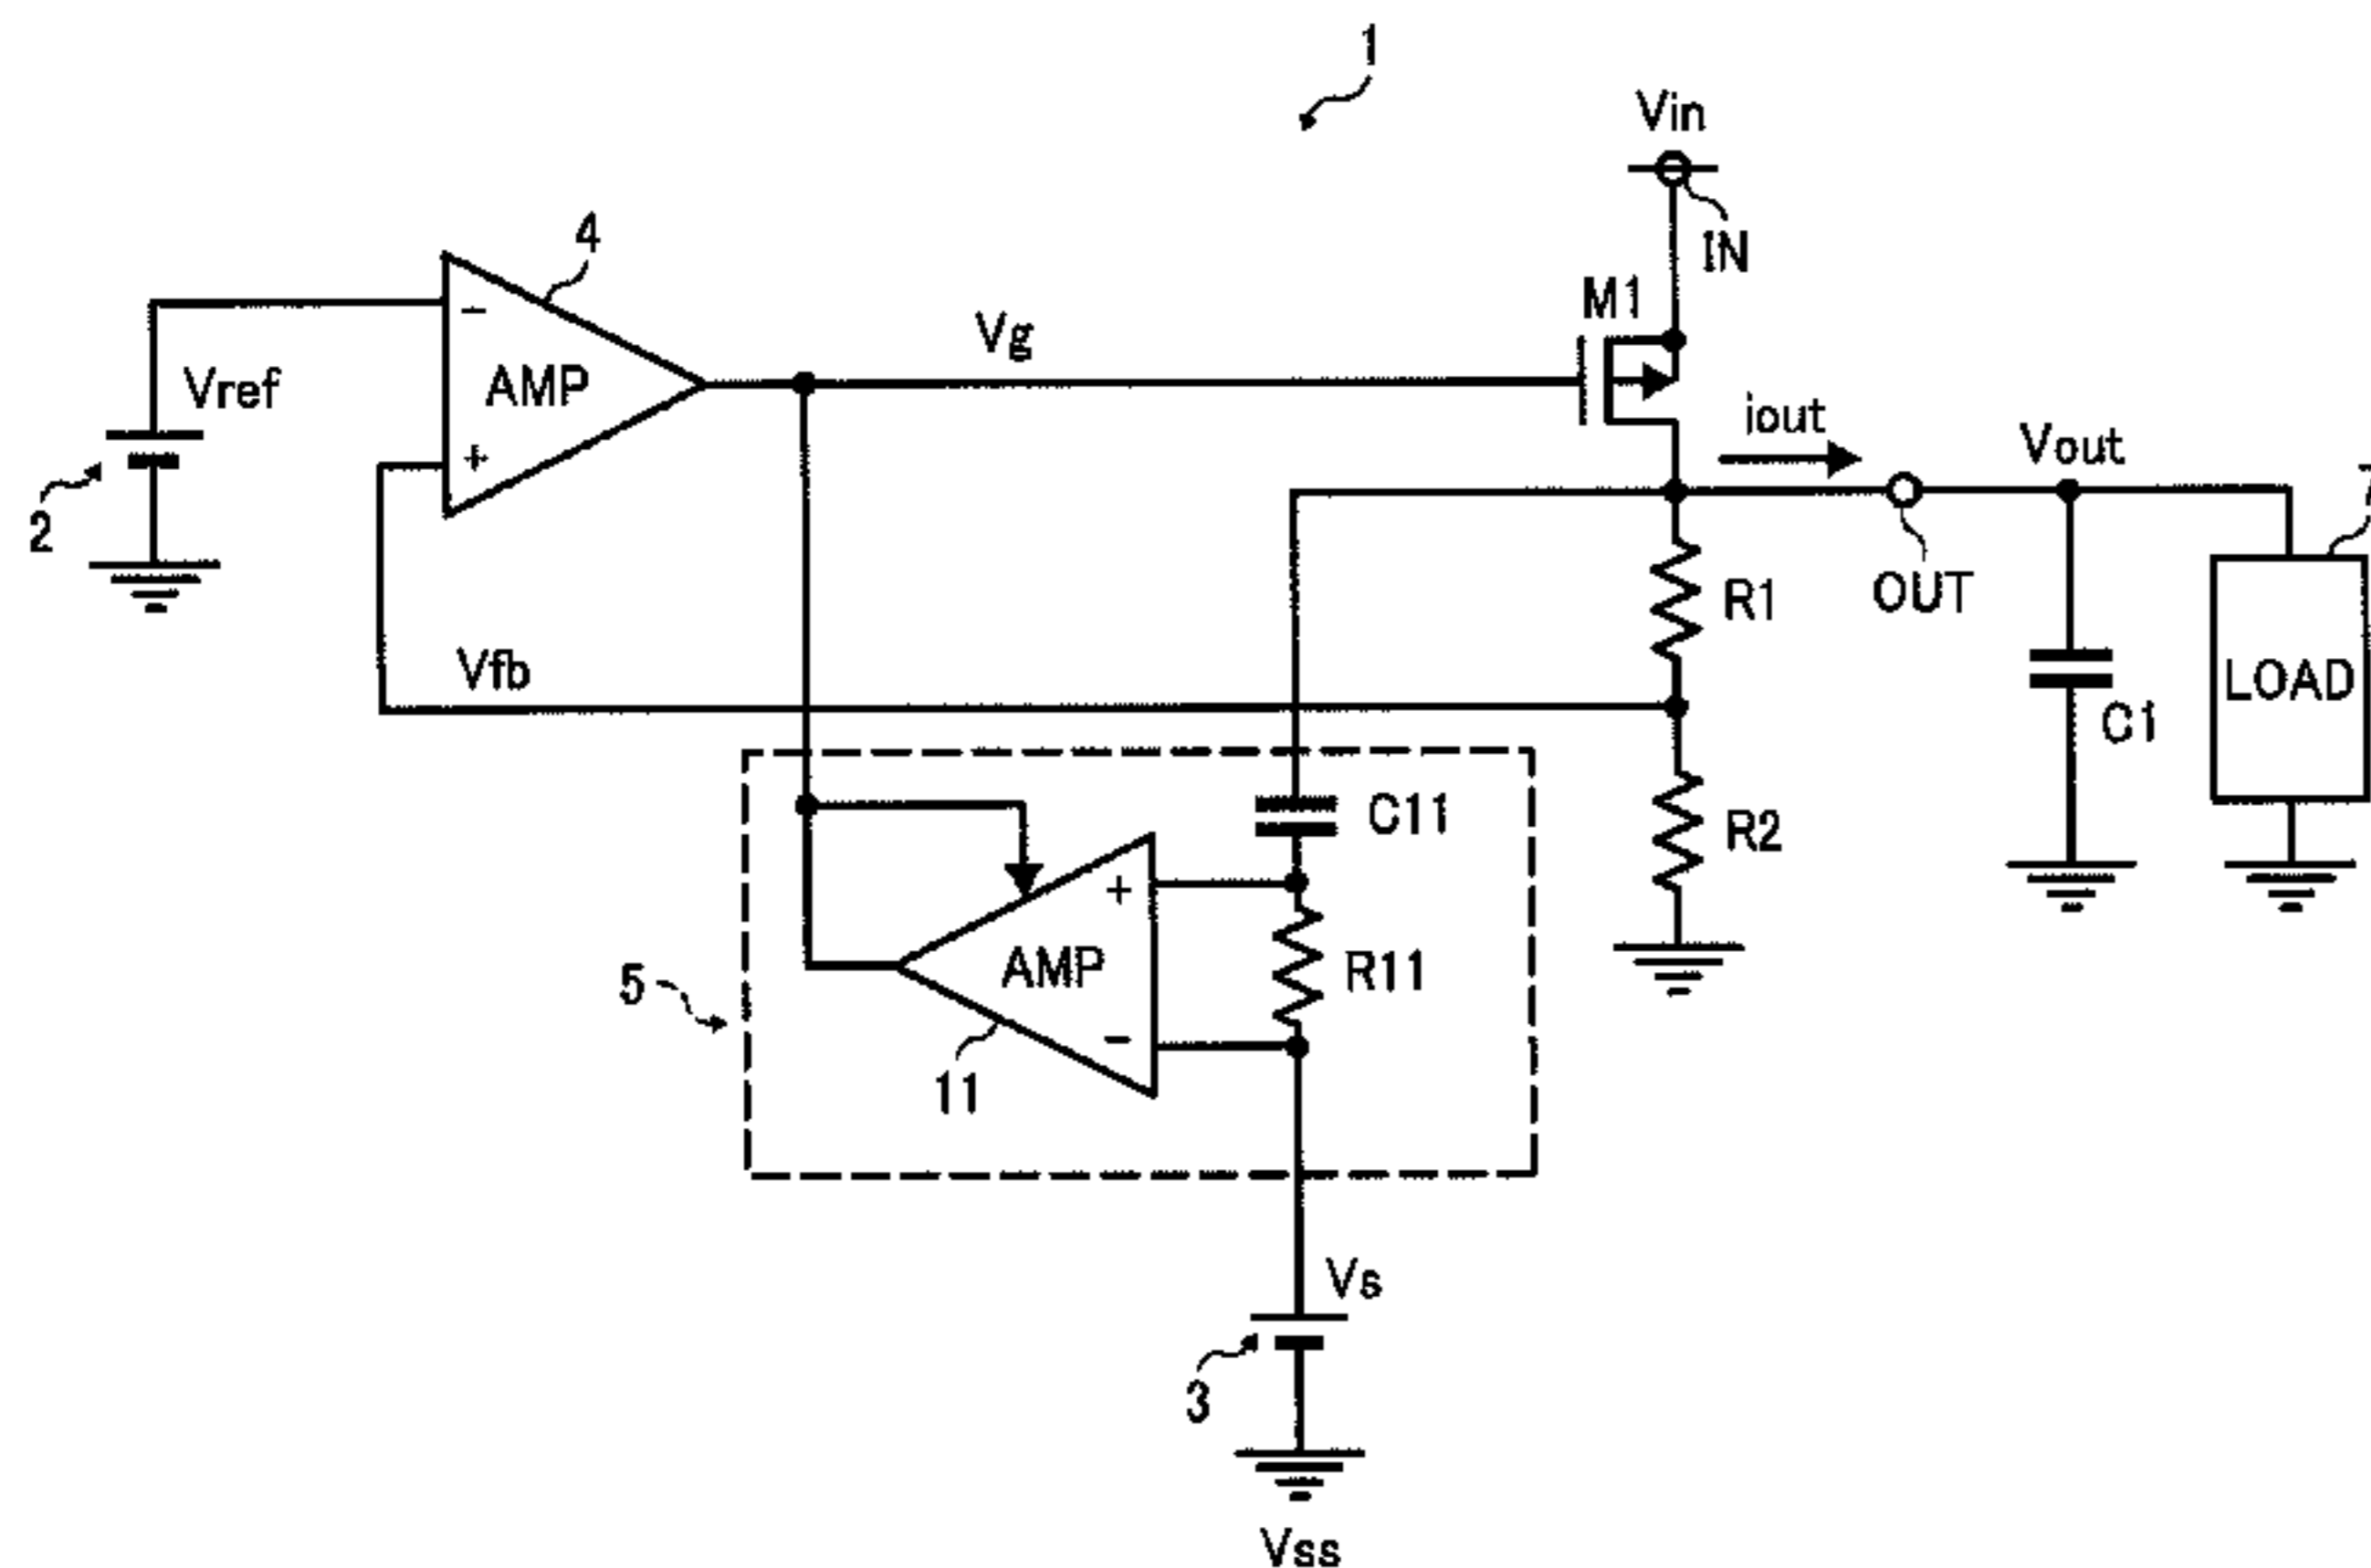 1
Vin
IN
4
M1
Vg
-
AMP
+
Vref
iout
Vout
7
2
OUT
R1
LOAD
Vfb
C1
C11
R2
+
AMP
-
R11
5
11
Vs
3
Vss